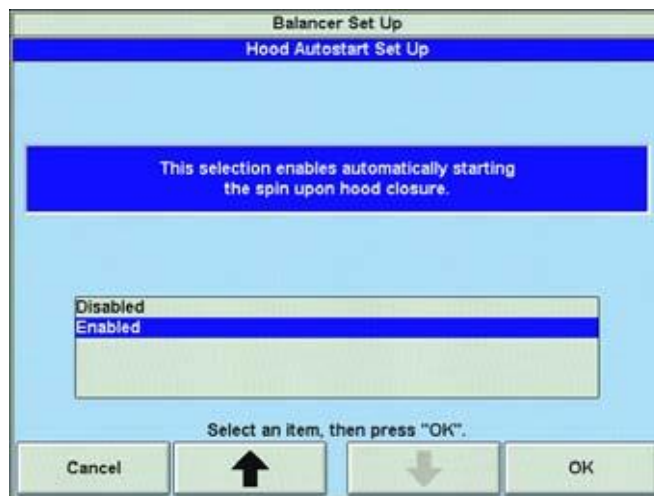 Balancer Set Up
Hood Autostart Set Up
This selection enables automatically starting
the spin upon hood closure.
Disabled
Enabled
Select an item, then press "OK".
Cancel
OK